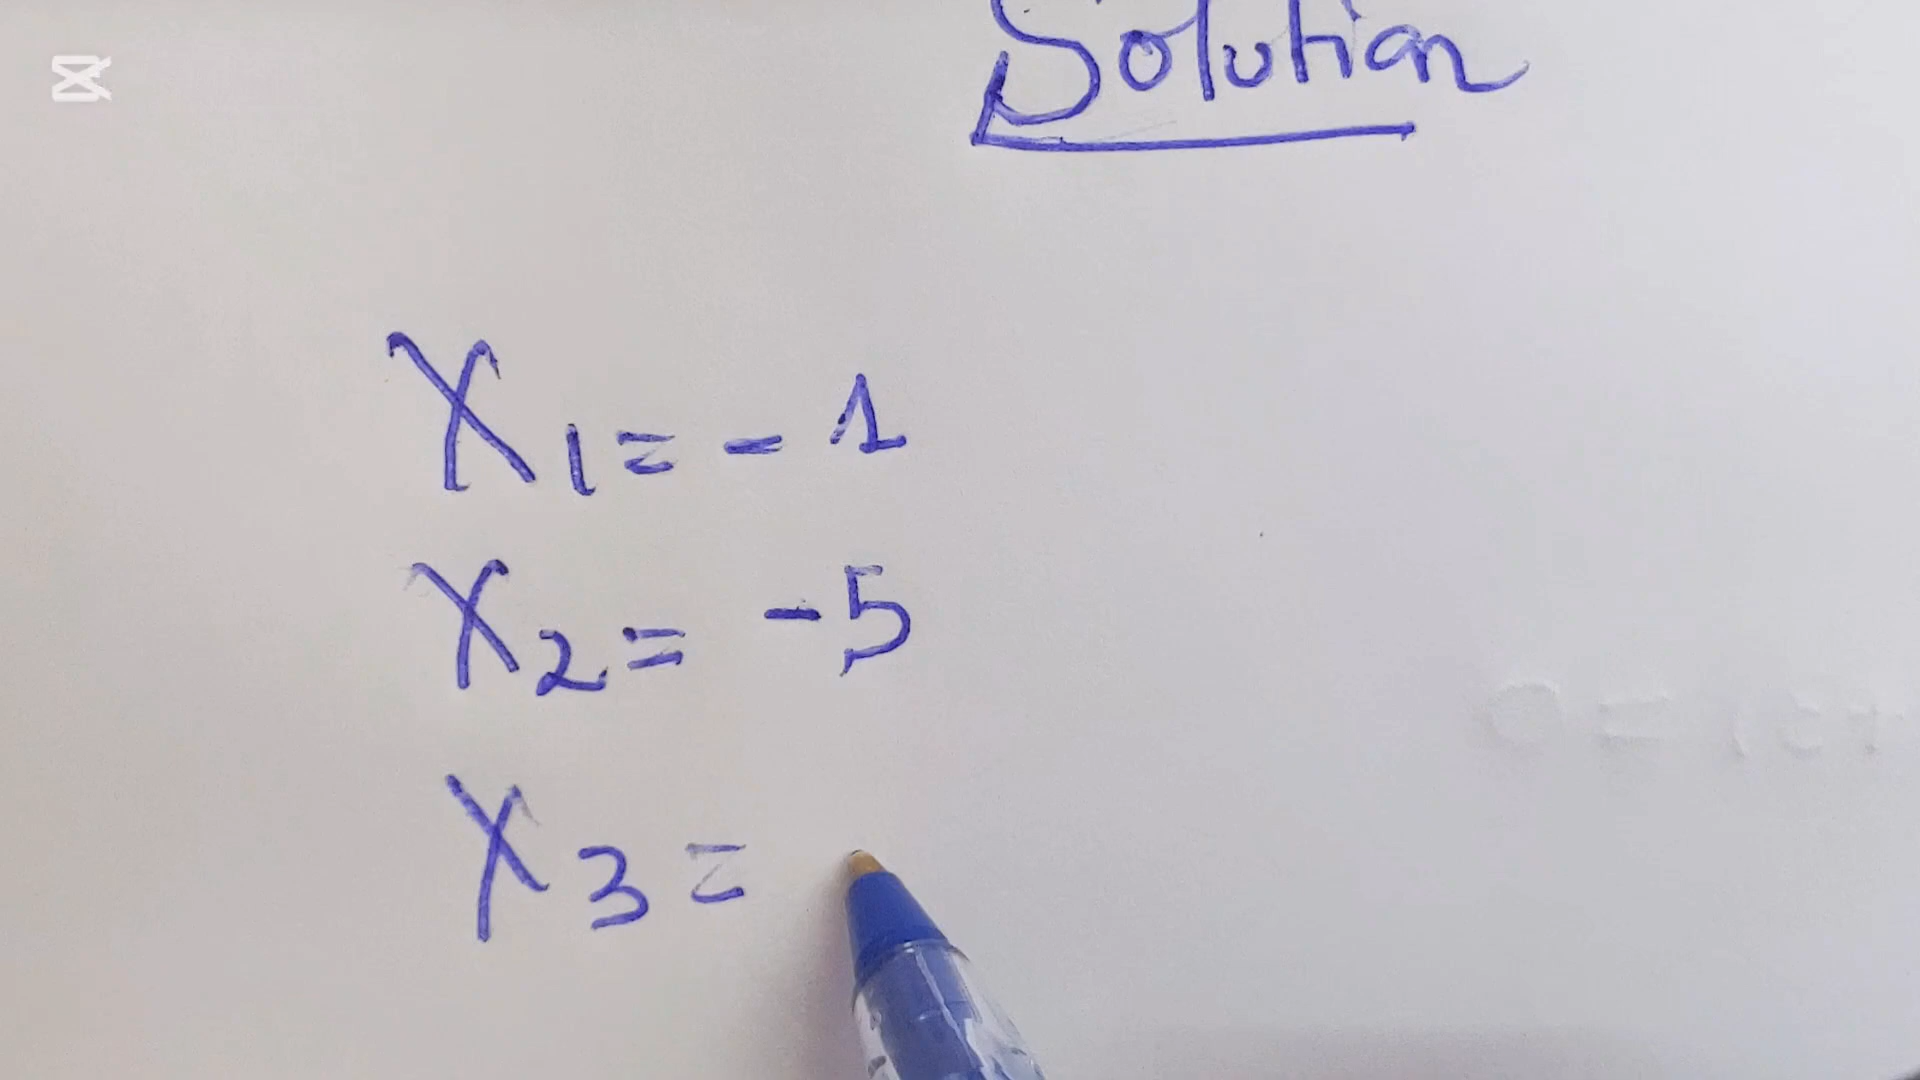 Solution
X₁ = - 1
X₂ = -5
X₃ =